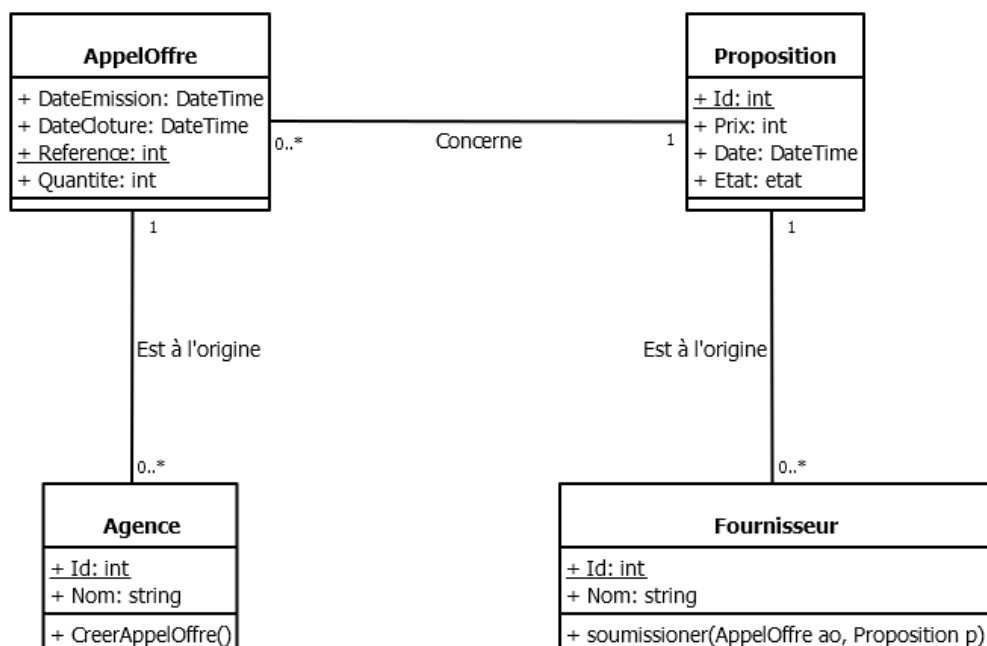 AppelOffre
+ DateEmission: DateTime
+ DateCloture: DateTime
+ Reference: int
+ Quantite: int
Proposition
+ Id: int
+ Prix: int
+ Date: DateTime
+ Etat: etat
0..*
Concerne
1
1
1
Est à l'origine
Est à l'origine
0..*
0..*
Agence
+ Id: int
+ Nom: string
+ CreerAppelOffre()
Fournisseur
+ Id: int
+ Nom: string
+ soumissioner(AppelOffre ao, Proposition p)